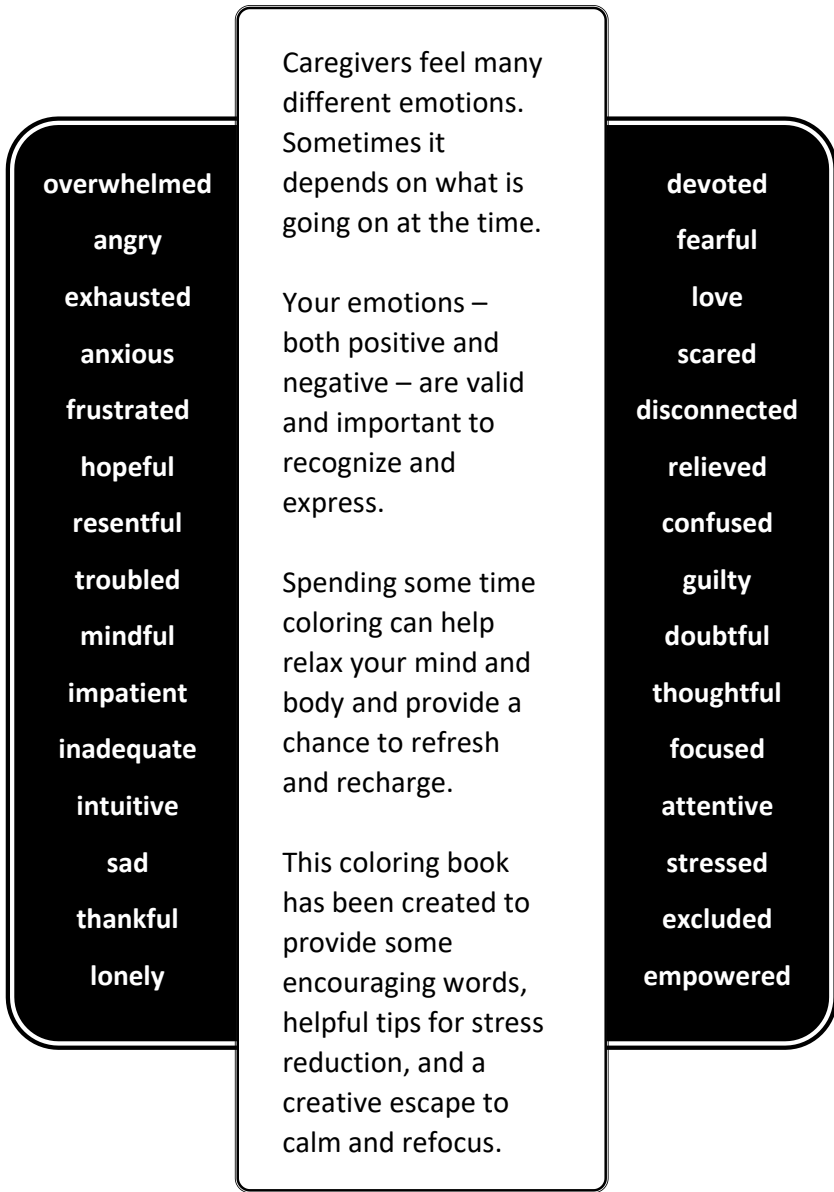 overwhelmed
angry
exhausted
anxious
frustrated
hopeful
resentful
troubled
mindful
impatient
inadequate
intuitive
sad
thankful
lonely
Caregivers feel many
different emotions.
Sometimes it
depends on what is
going on at the time.
Your emotions –
both positive and
negative – are valid
and important to
recognize and
express.
Spending some time
coloring can help
relax your mind and
body and provide a
chance to refresh
and recharge.
This coloring book
has been created to
provide some
encouraging words,
helpful tips for stress
reduction, and a
creative escape to
calm and refocus.
devoted
fearful
love
scared
disconnected
relieved
confused
guilty
doubtful
thoughtful
focused
attentive
stressed
excluded
empowered